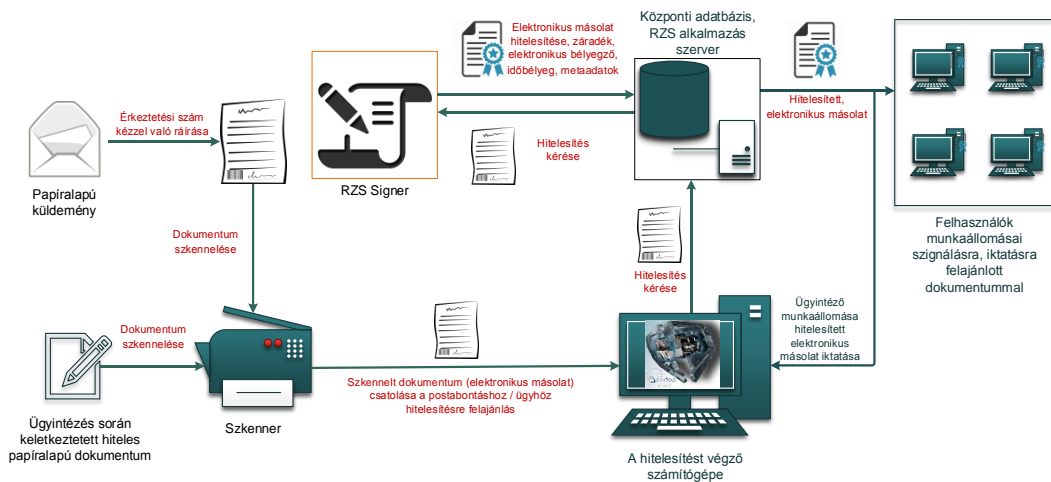 Elektronikus másolat
hitelesítése, záradék,
elektronikus bélyegző,
időbélyeg, metaadatok
Központi adatbázis,
RZS alkalmazás
szerver
Érkeztetési szám
kézzel való ráírása
Hitelesített,
elektronikus másolat
Hitelesítés
kérése
Papíralapú
küldemény
RZS Signer
Felhasználók
munkaállomásai
szignálásra, iktatásra
felajánlott
dokumentummal
Dokumentum
szkennelése
Hitelesítés
kérése
Ügyintéző
munkaállomása
hitelesített
elektronikus
másolat iktatása
Dokumentum
szkennelése
Szkennelt dokumentum (elektronikus másolat)
csatolása a postabontáshoz / ügyhöz
hitelesítésre felajánlás
Ügyintézés során
keletkeztetett hiteles
papíralapú dokumentum
Szkenner
A hitelesítést végző
számítógépe